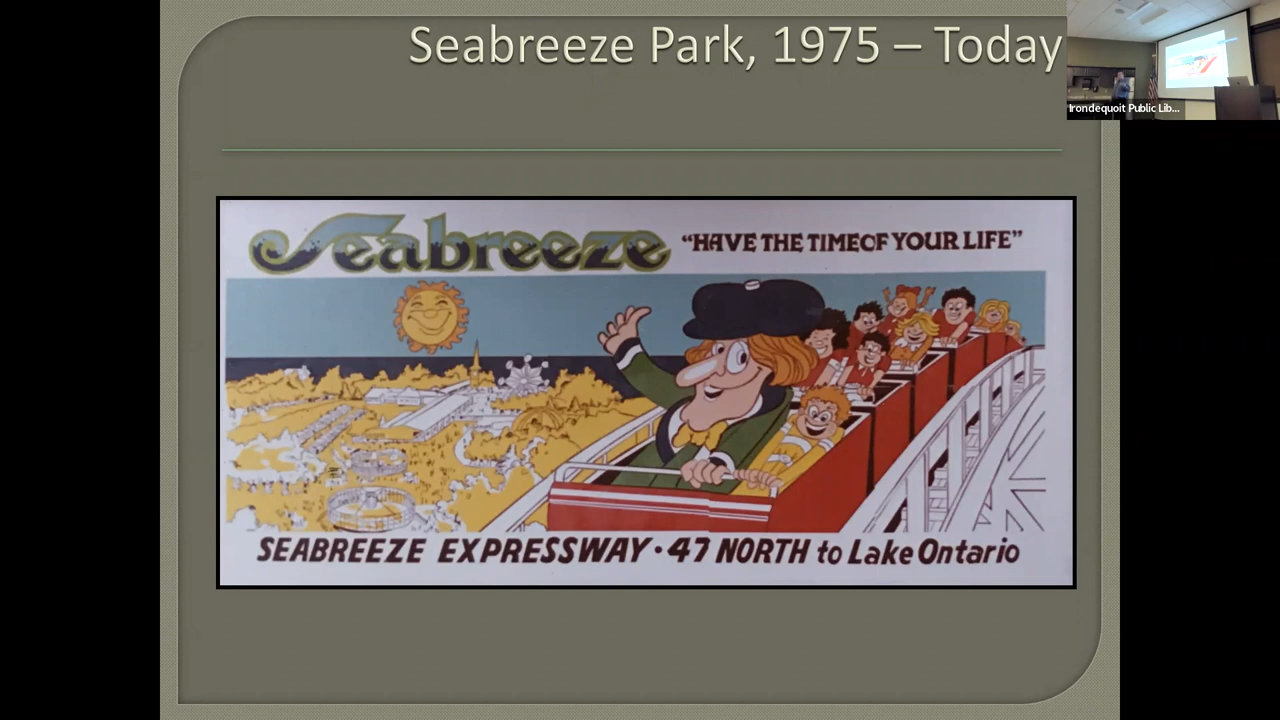 Seabreeze Park, 1975 – Today
Irondequoit Public Lib...
Seabreeze "HAVE THE TIMEOF YOUR LIFE"
SEABREEZE EXPRESSWAY • 47 NORTH to Lake Ontario